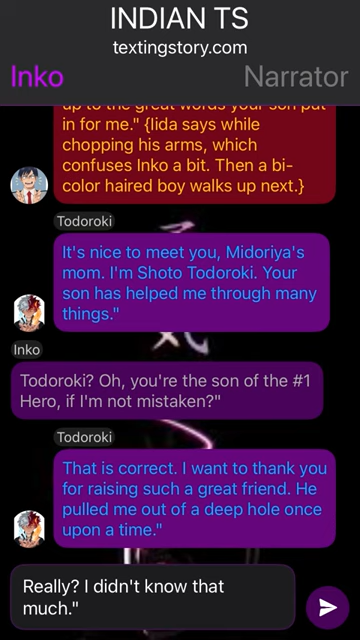 INDIAN TS
textingstory.com
Inko
Narrator
up to the great words your son put
in for me." {Iida says while
chopping his arms, which
confuses Inko a bit. Then a bi-
color haired boy walks up next.}
Todoroki
It's nice to meet you, Midoriya's
mom. I'm Shoto Todoroki. Your
son has helped me through many
things."
Inko
Todoroki? Oh, you're the son of the #1
Hero, if I'm not mistaken?"
Todoroki
That is correct. I want to thank you
for raising such a great friend. He
pulled me out of a deep hole once
upon a time."
Really? I didn't know that
much."